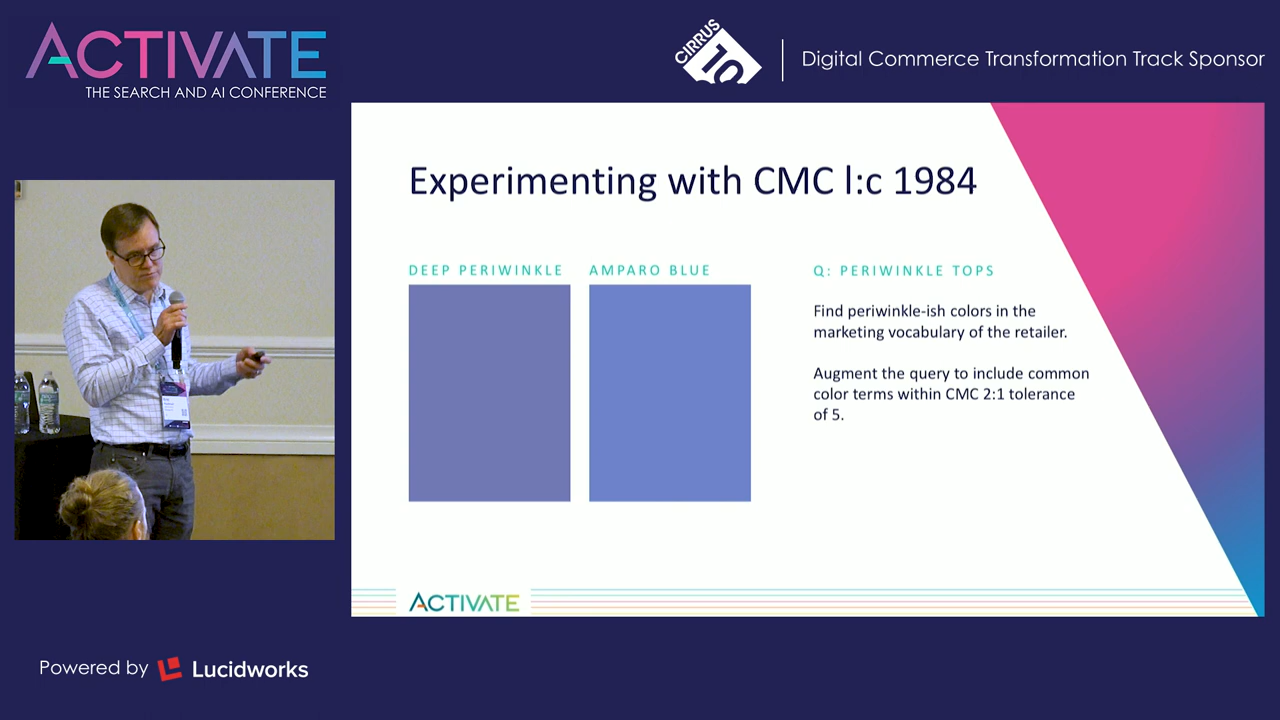 ACTIVATE
THE SEARCH AND AI CONFERENCE
CIRRUS
10
Digital Commerce Transformation Track Sponsor
Experimenting with CMC l:c 1984
DEEP PERIWINKLE
AMPARO BLUE
Q: PERIWINKLE TOPS
Find periwinkle-ish colors in the
marketing vocabulary of the retailer.
Augment the query to include common
color terms within CMC 2:1 tolerance
of 5.
ACTIVATE
Powered by Lucidworks